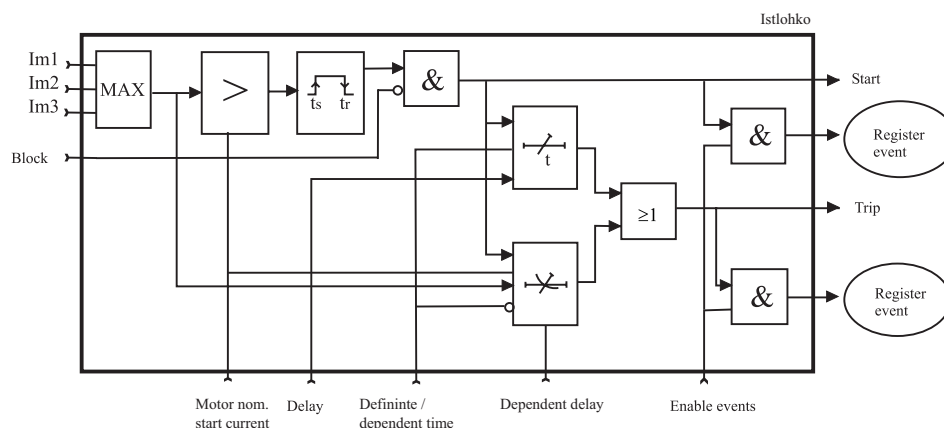 Istlohko
Im1
Im2
Im3
MAX
>
ts tr
&
Start
Block
t
&
Register
event
≥1
Trip
&
Register
event
Motor nom.
start current
Delay
Defininte /
dependent time
Dependent delay
Enable events